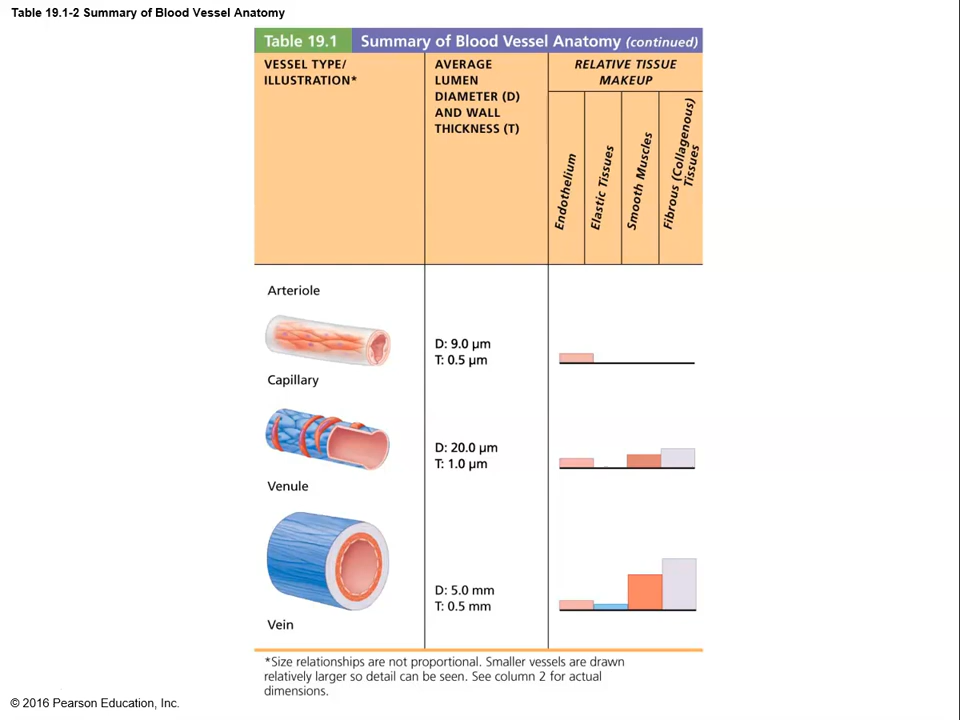 Table 19.1-2 Summary of Blood Vessel Anatomy
Table 19.1 Summary of Blood Vessel Anatomy (continued)
VESSEL TYPE/
ILLUSTRATION*
AVERAGE
LUMEN
DIAMETER (D)
AND WALL
THICKNESS (T)
RELATIVE TISSUE
MAKEUP
Endothelium
Elastic Tissues
Smooth Muscles
Fibrous (Collagenous)
Tissues
Arteriole
D: 9.0 µm
T: 0.5 µm
Capillary
D: 20.0 µm
T: 1.0 µm
Venule
D: 5.0 mm
T: 0.5 mm
Vein
*Size relationships are not proportional. Smaller vessels are drawn
relatively larger so detail can be seen. See column 2 for actual
dimensions.
© 2016 Pearson Education, Inc.